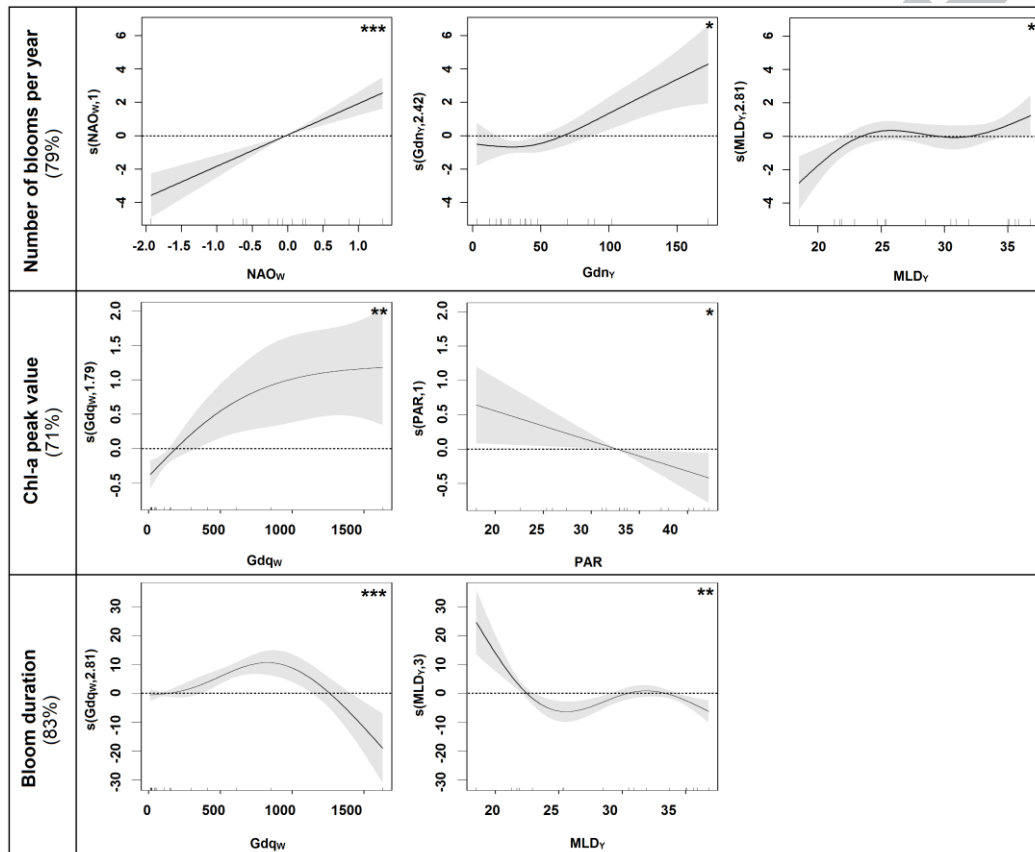 Number of blooms per year
(79%)
s(NAOW,1)
6
4
2
0
-2
-4
***
-2.0 -1.5 -1.0 -0.5 0.0 0.5 1.0
NAOW
s(GdnY,2.42)
6
4
2
0
-2
-4
*
0 50 100 150
GdnY
s(MLDY,2.81)
6
4
2
0
-2
-4
*
20 25 30 35
MLDY
Chl-a peak value
(71%)
s(GdqW,1.79)
2.0
1.5
1.0
0.5
0.0
-0.5
**
0 500 1000 1500
GdqW
s(PAR,1)
2.0
1.5
1.0
0.5
0.0
-0.5
*
20 25 30 35 40
PAR
Bloom duration
(83%)
s(GdqW,2.81)
30
20
10
0
-10
-20
-30
***
0 500 1000 1500
GdqW
s(MLDY,3)
30
20
10
0
-10
-20
-30
**
20 25 30 35
MLDY